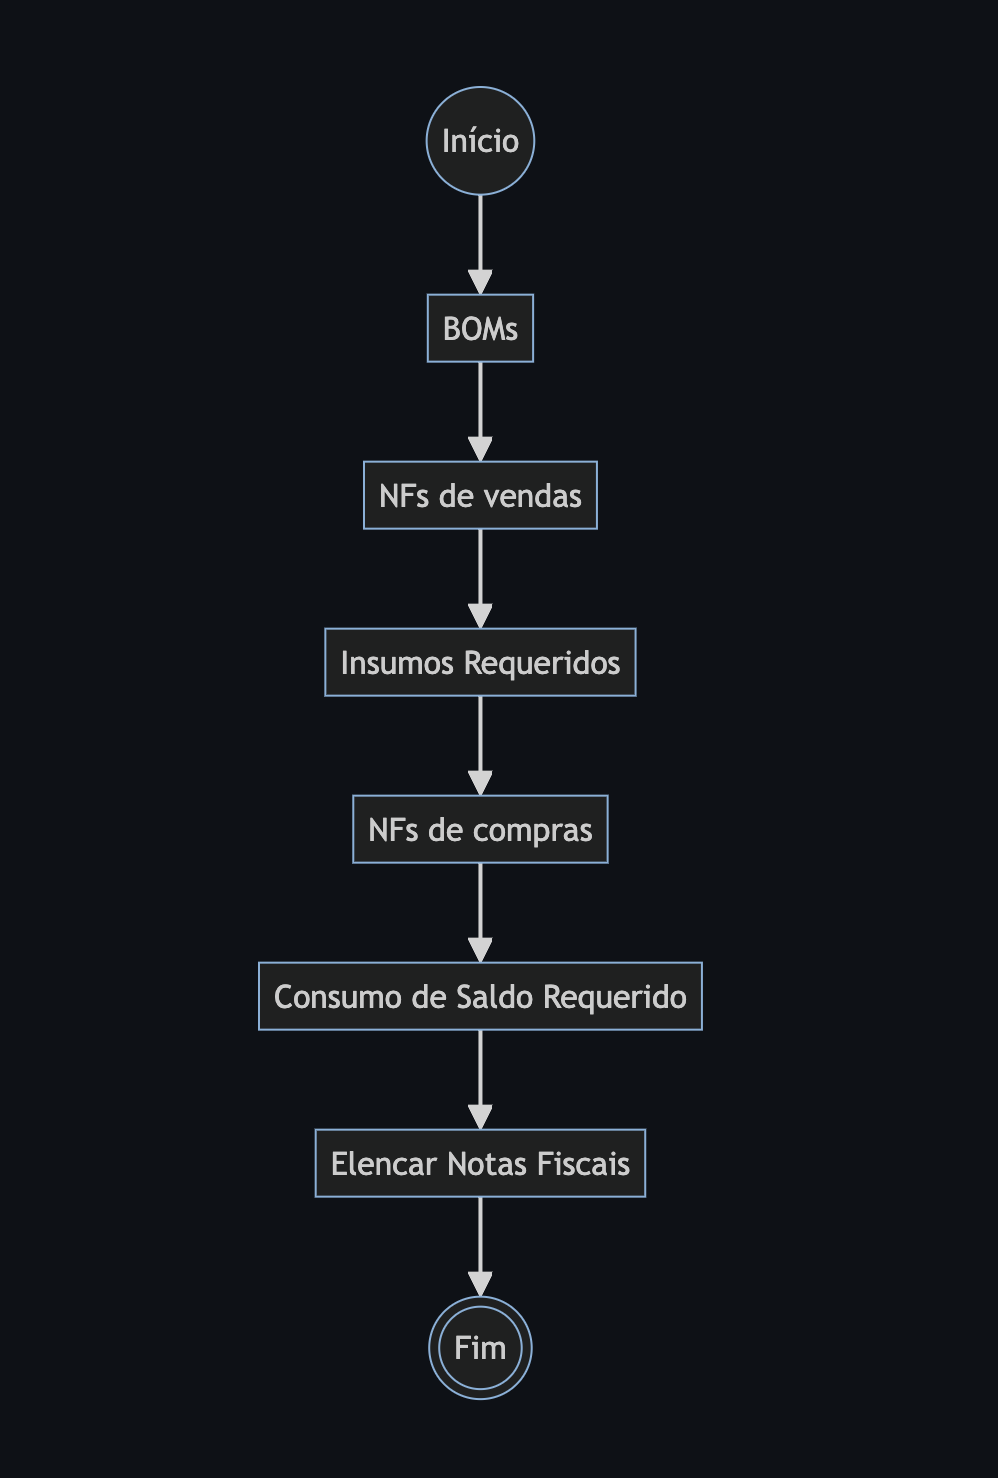 Início
BOMs
NFs de vendas
Insumos Requeridos
NFs de compras
Consumo de Saldo Requerido
Elencar Notas Fiscais
Fim